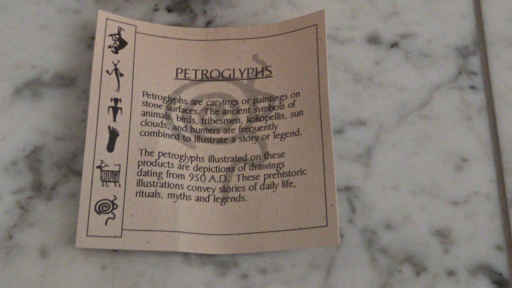 PETROGLYPHS
Petroglyphs are carvings or paintings on
stone surfaces. The ancient symbols of
animals, birds, tribesmen, kokopellis, sun
clouds, and hunters are frequently
combined to illustrate a story or legend.
The petroglyphs illustrated on these
products are depictions of drawings
dating from 950 A.D. These prehistoric
illustrations convey stories of daily life,
rituals, myths and legends.